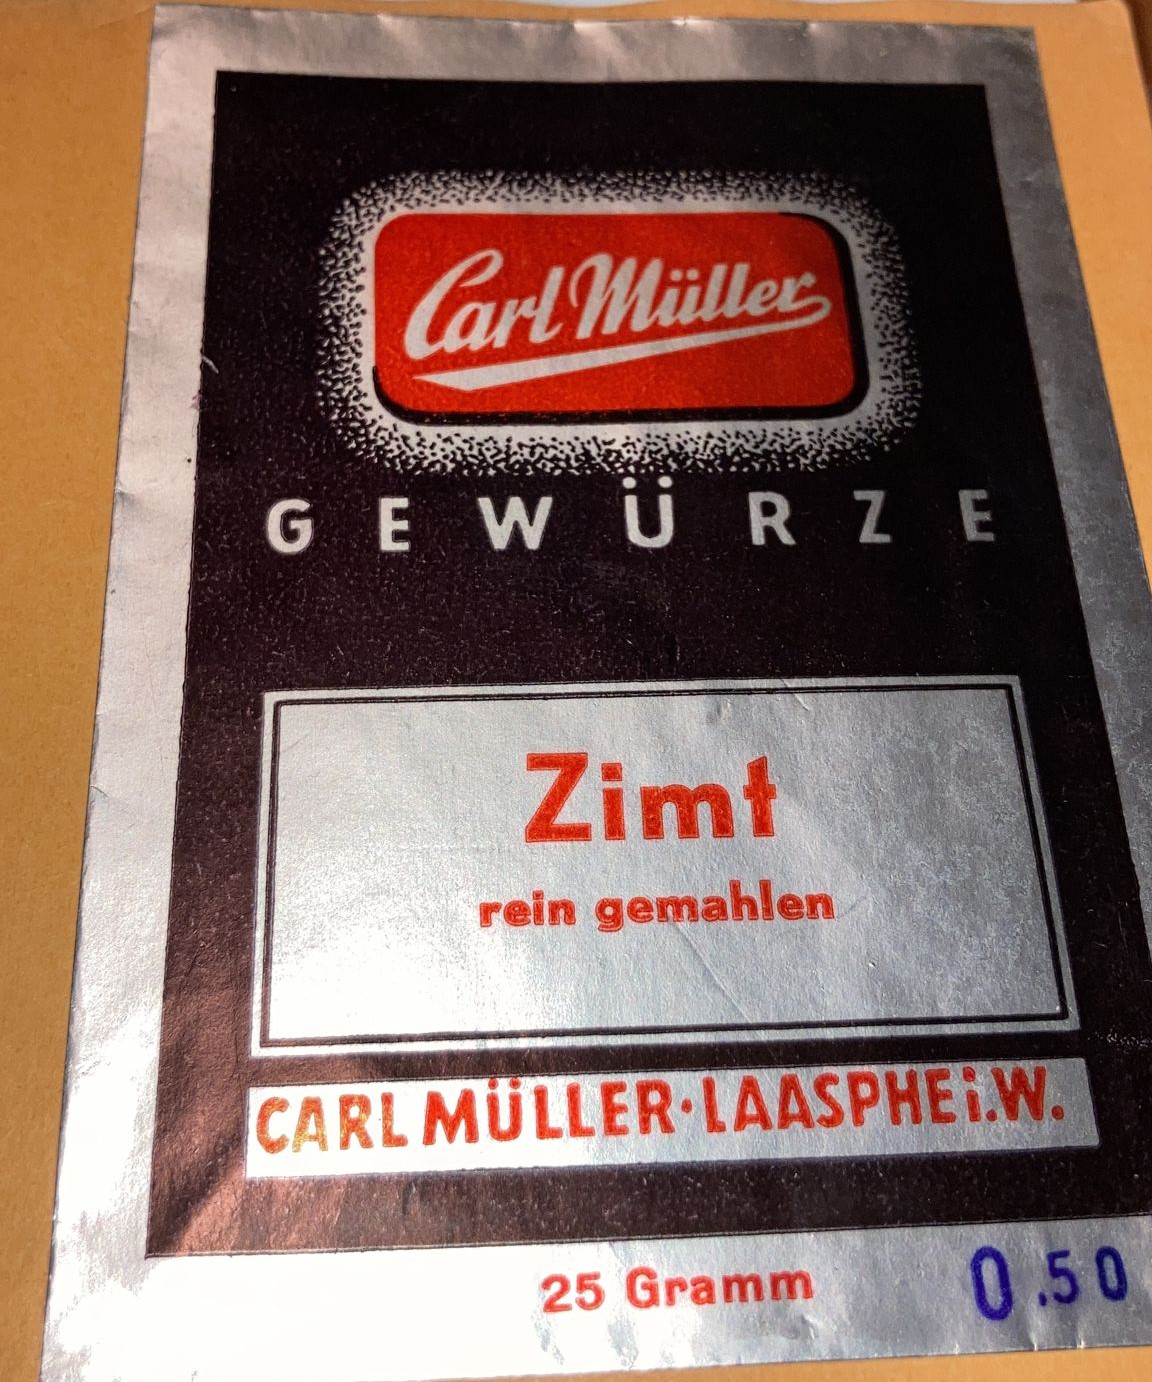 Carl Müller
GEWÜRZE
Zimt
rein gemahlen
CARL MÜLLER·LAASPHE i.W.
25 Gramm 0.50